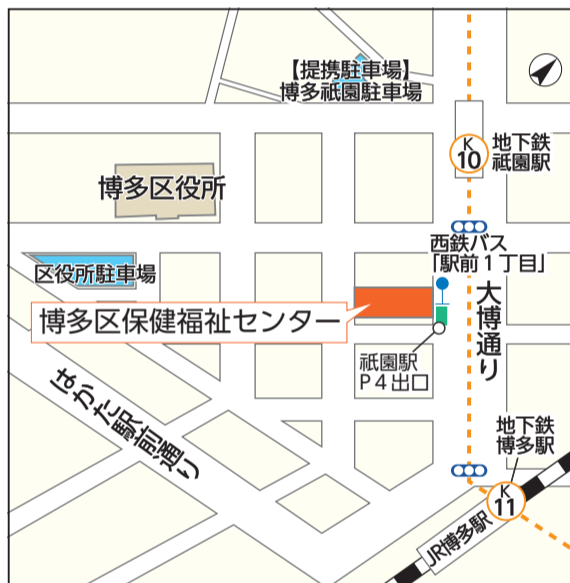 【提携駐車場】
博多祇園駐車場
K
10
地下鉄
祇園駅
博多区役所
西鉄バス
「駅前1丁目」
区役所駐車場
博多区保健福祉センター
大博通り
祇園駅
P4出口
はかた駅前通り
地下鉄
博多駅
K
11
JR博多駅